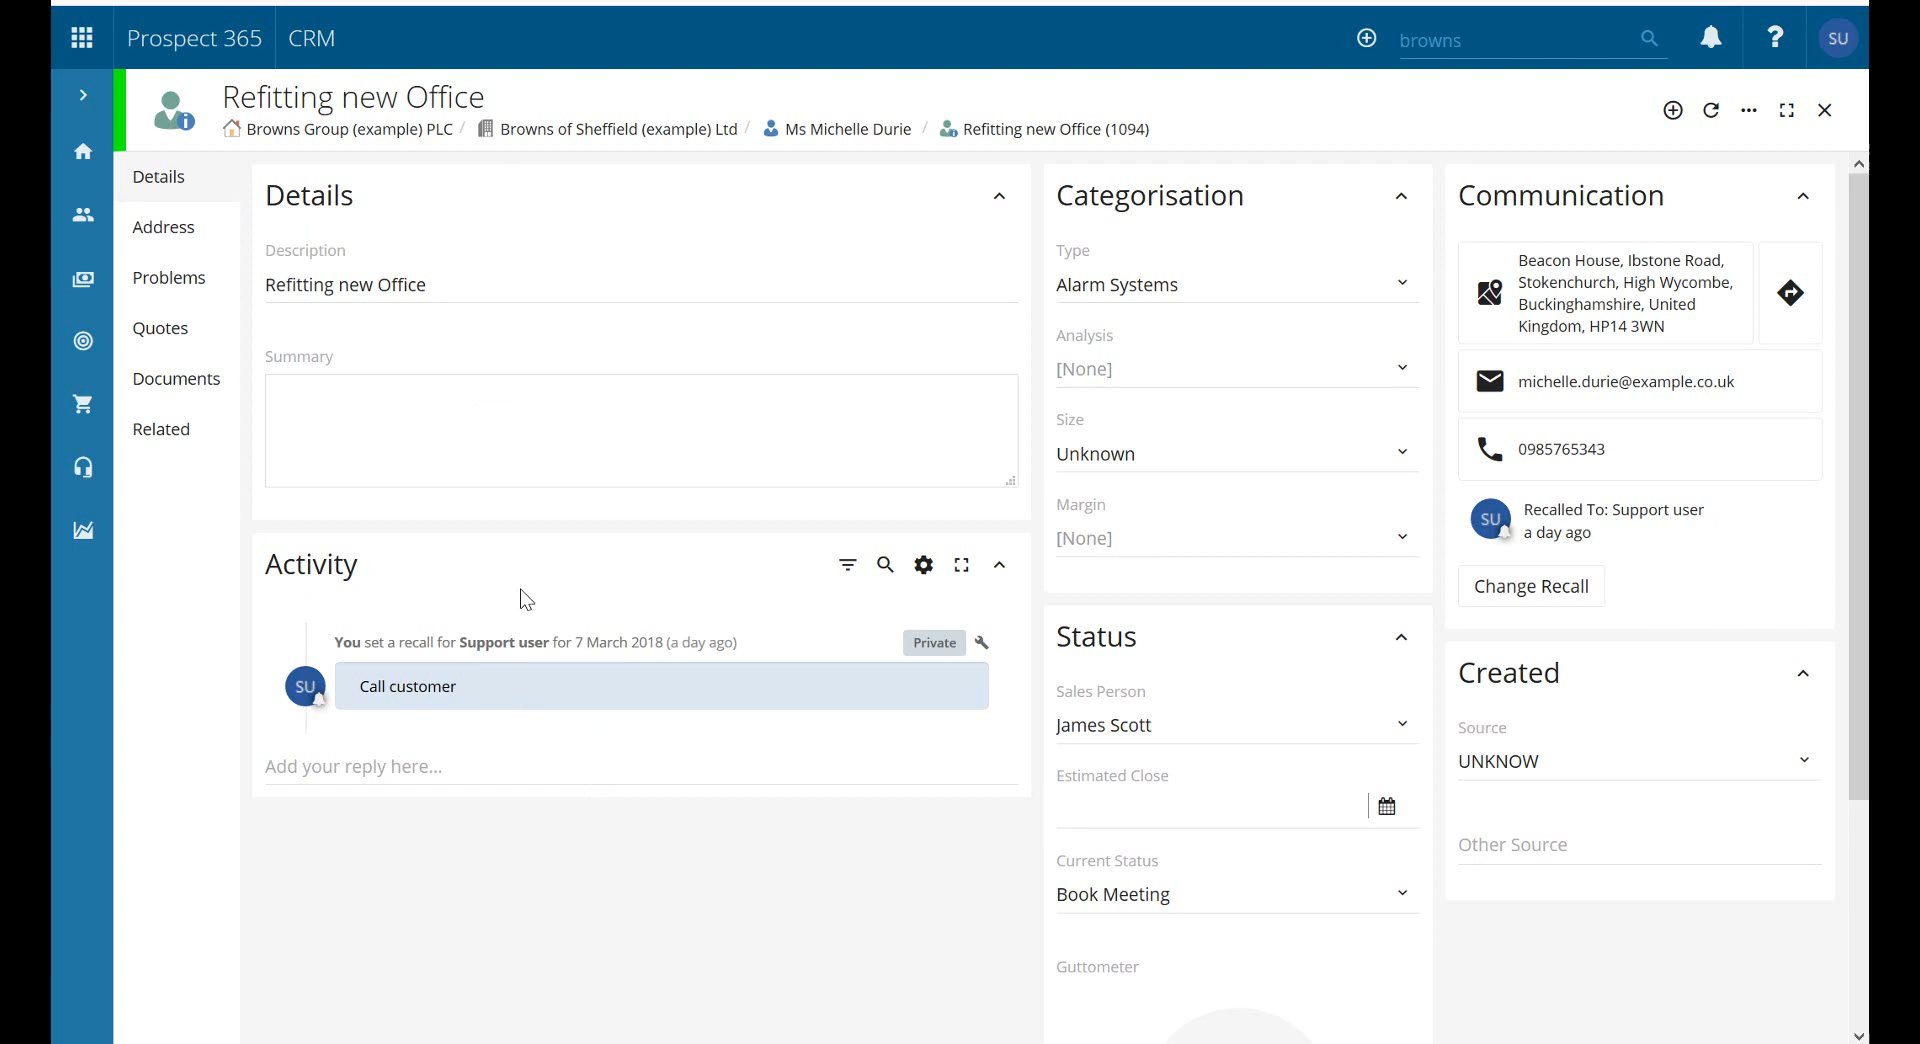 Prospect 365
CRM
browns
?
SU
Refitting new Office
Browns Group (example) PLC / Browns of Sheffield (example) Ltd / Ms Michelle Durie / Refitting new Office (1094)
Details
Address
Problems
Quotes
Documents
Related
Details
Description
Refitting new Office
Summary
Activity
You set a recall for Support user for 7 March 2018 (a day ago)
Private
SU
Call customer
Add your reply here...
Categorisation
Type
Alarm Systems
Analysis
[None]
Size
Unknown
Margin
[None]
Status
Sales Person
James Scott
Estimated Close
Current Status
Book Meeting
Guttometer
Communication
Beacon House, Ibstone Road,
Stokenchurch, High Wycombe,
Buckinghamshire, United
Kingdom, HP14 3WN
michelle.durie@example.co.uk
0985765343
SU
Recalled To: Support user
a day ago
Change Recall
Created
Source
UNKNOW
Other Source